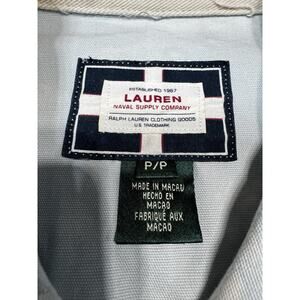 ESTABLISHED 1967
LAUREN
NAVAL SUPPLY COMPANY
RALPH LAUREN CLOTHING GOODS
U.S. TRADEMARK
P/P
MADE IN MACAU
HECHO EN
MACAO
FABRIQUÉ AUX
MACAO